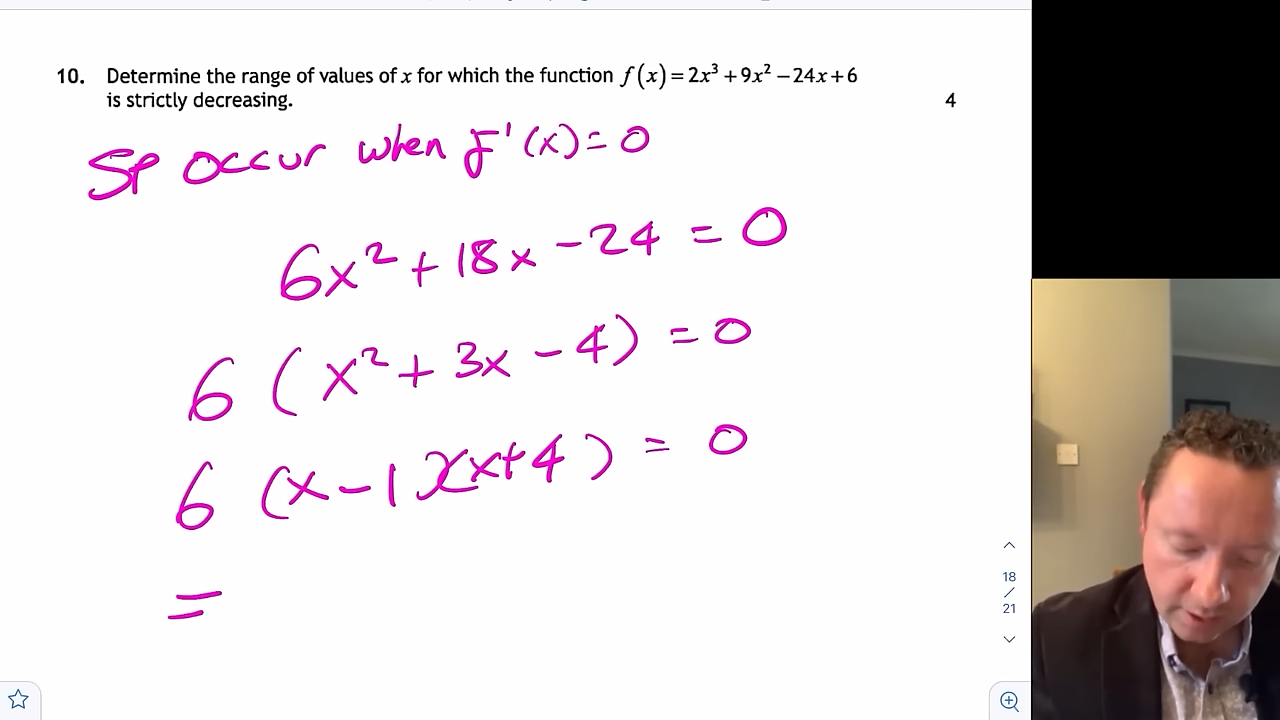 10. Determine the range of values of x for which the function f(x)=2x³+9x²−24x+6
is strictly decreasing.
4
SP occur when f'(x)=0
6x²+18x−24=0
6(x²+3x−4)=0
6(x−1)(x+4)=0
=
18
/
21